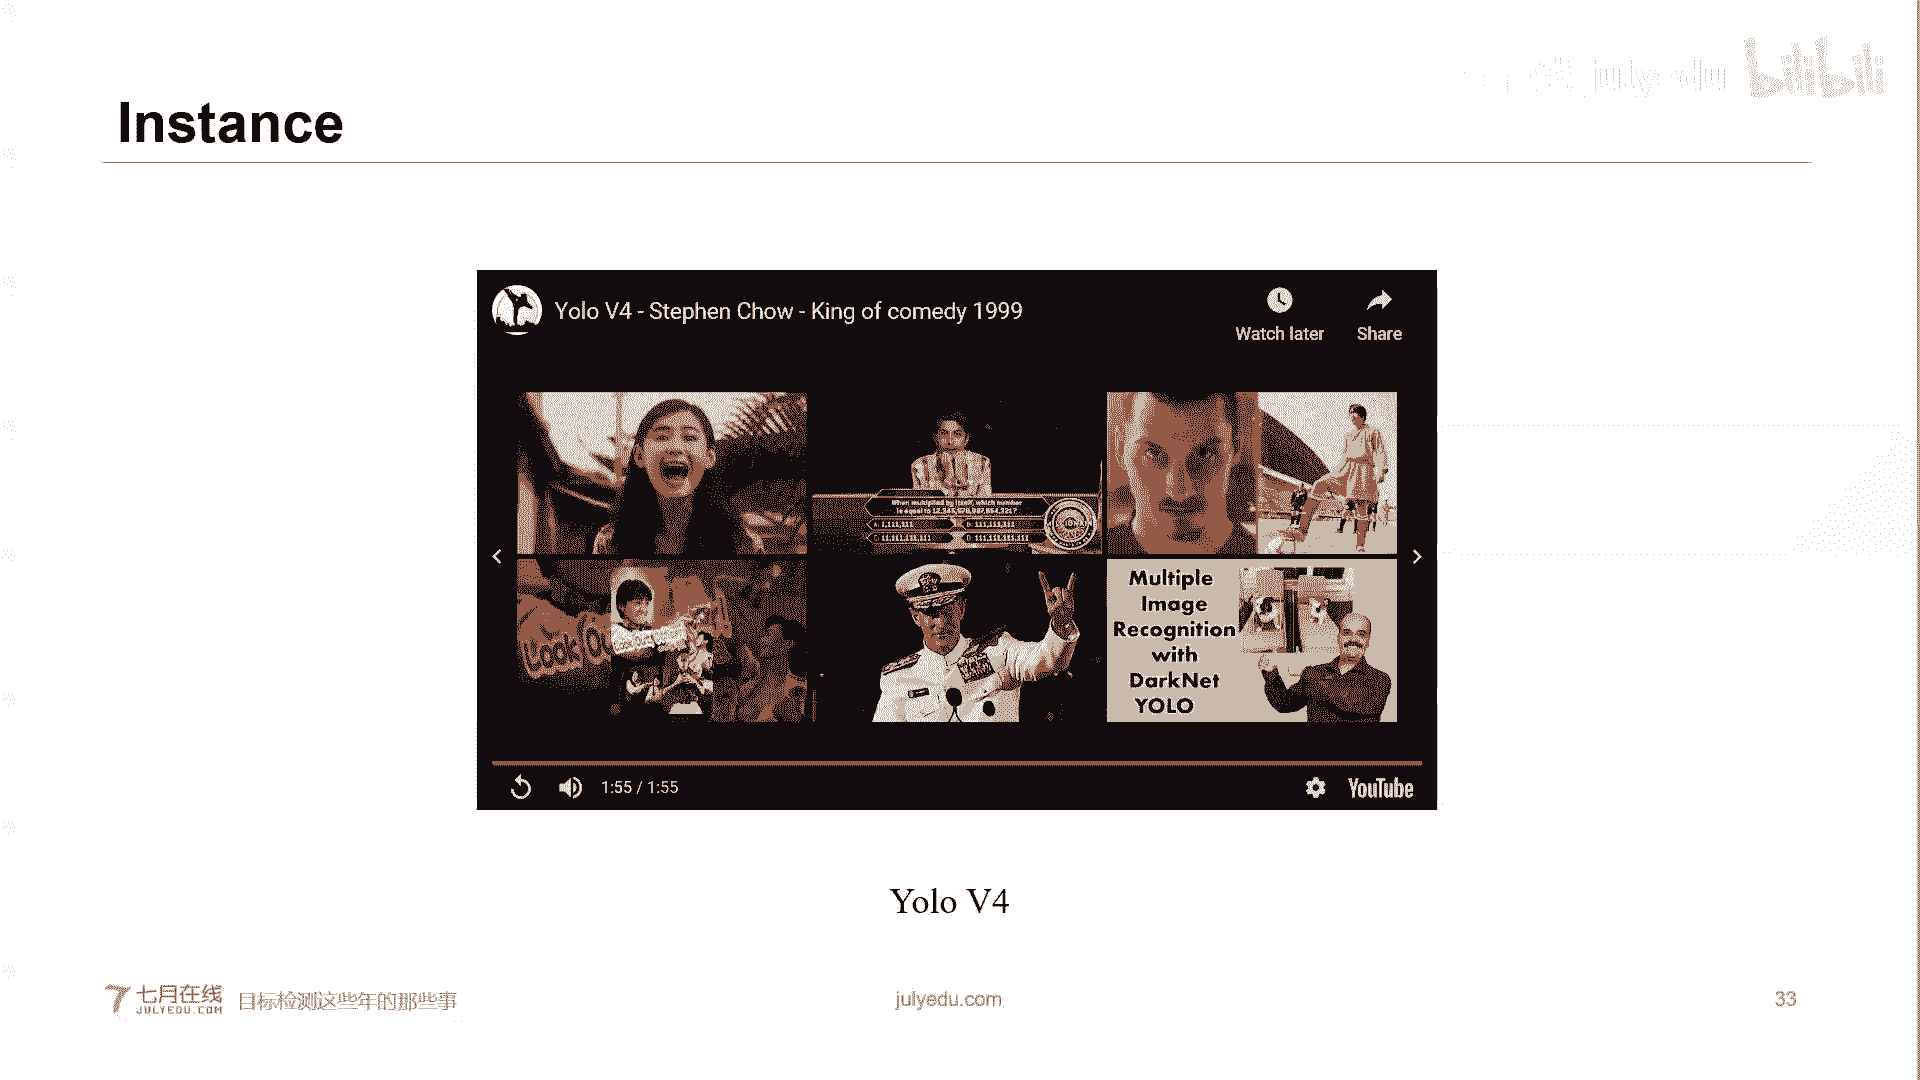 julyedu bilibili
Instance
Yolo V4 - Stephen Chow - King of comedy 1999
Watch later
Share
When multiplied by itself, which number
is equal to 12,345,678,987,654,321?
A: 1,111,111
B: 111,111,111
C: 11,111,111,111
D: 111,111,111,111
Look Ou
Multiple
Image
Recognition
with
DarkNet
YOLO
1:55 / 1:55
YouTube
Yolo V4
七月在线
JULYEDU.COM
目标检测这些年的那些事
julyedu.com
33